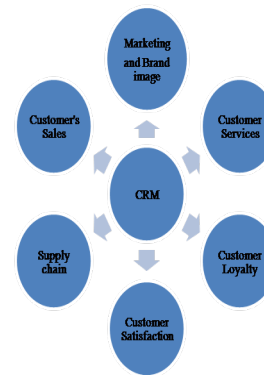 Marketing
and Brand
image
Customer's
Sales
Customer
Services
CRM
Supply
chain
Customer
Loyalty
Customer
Satisfaction